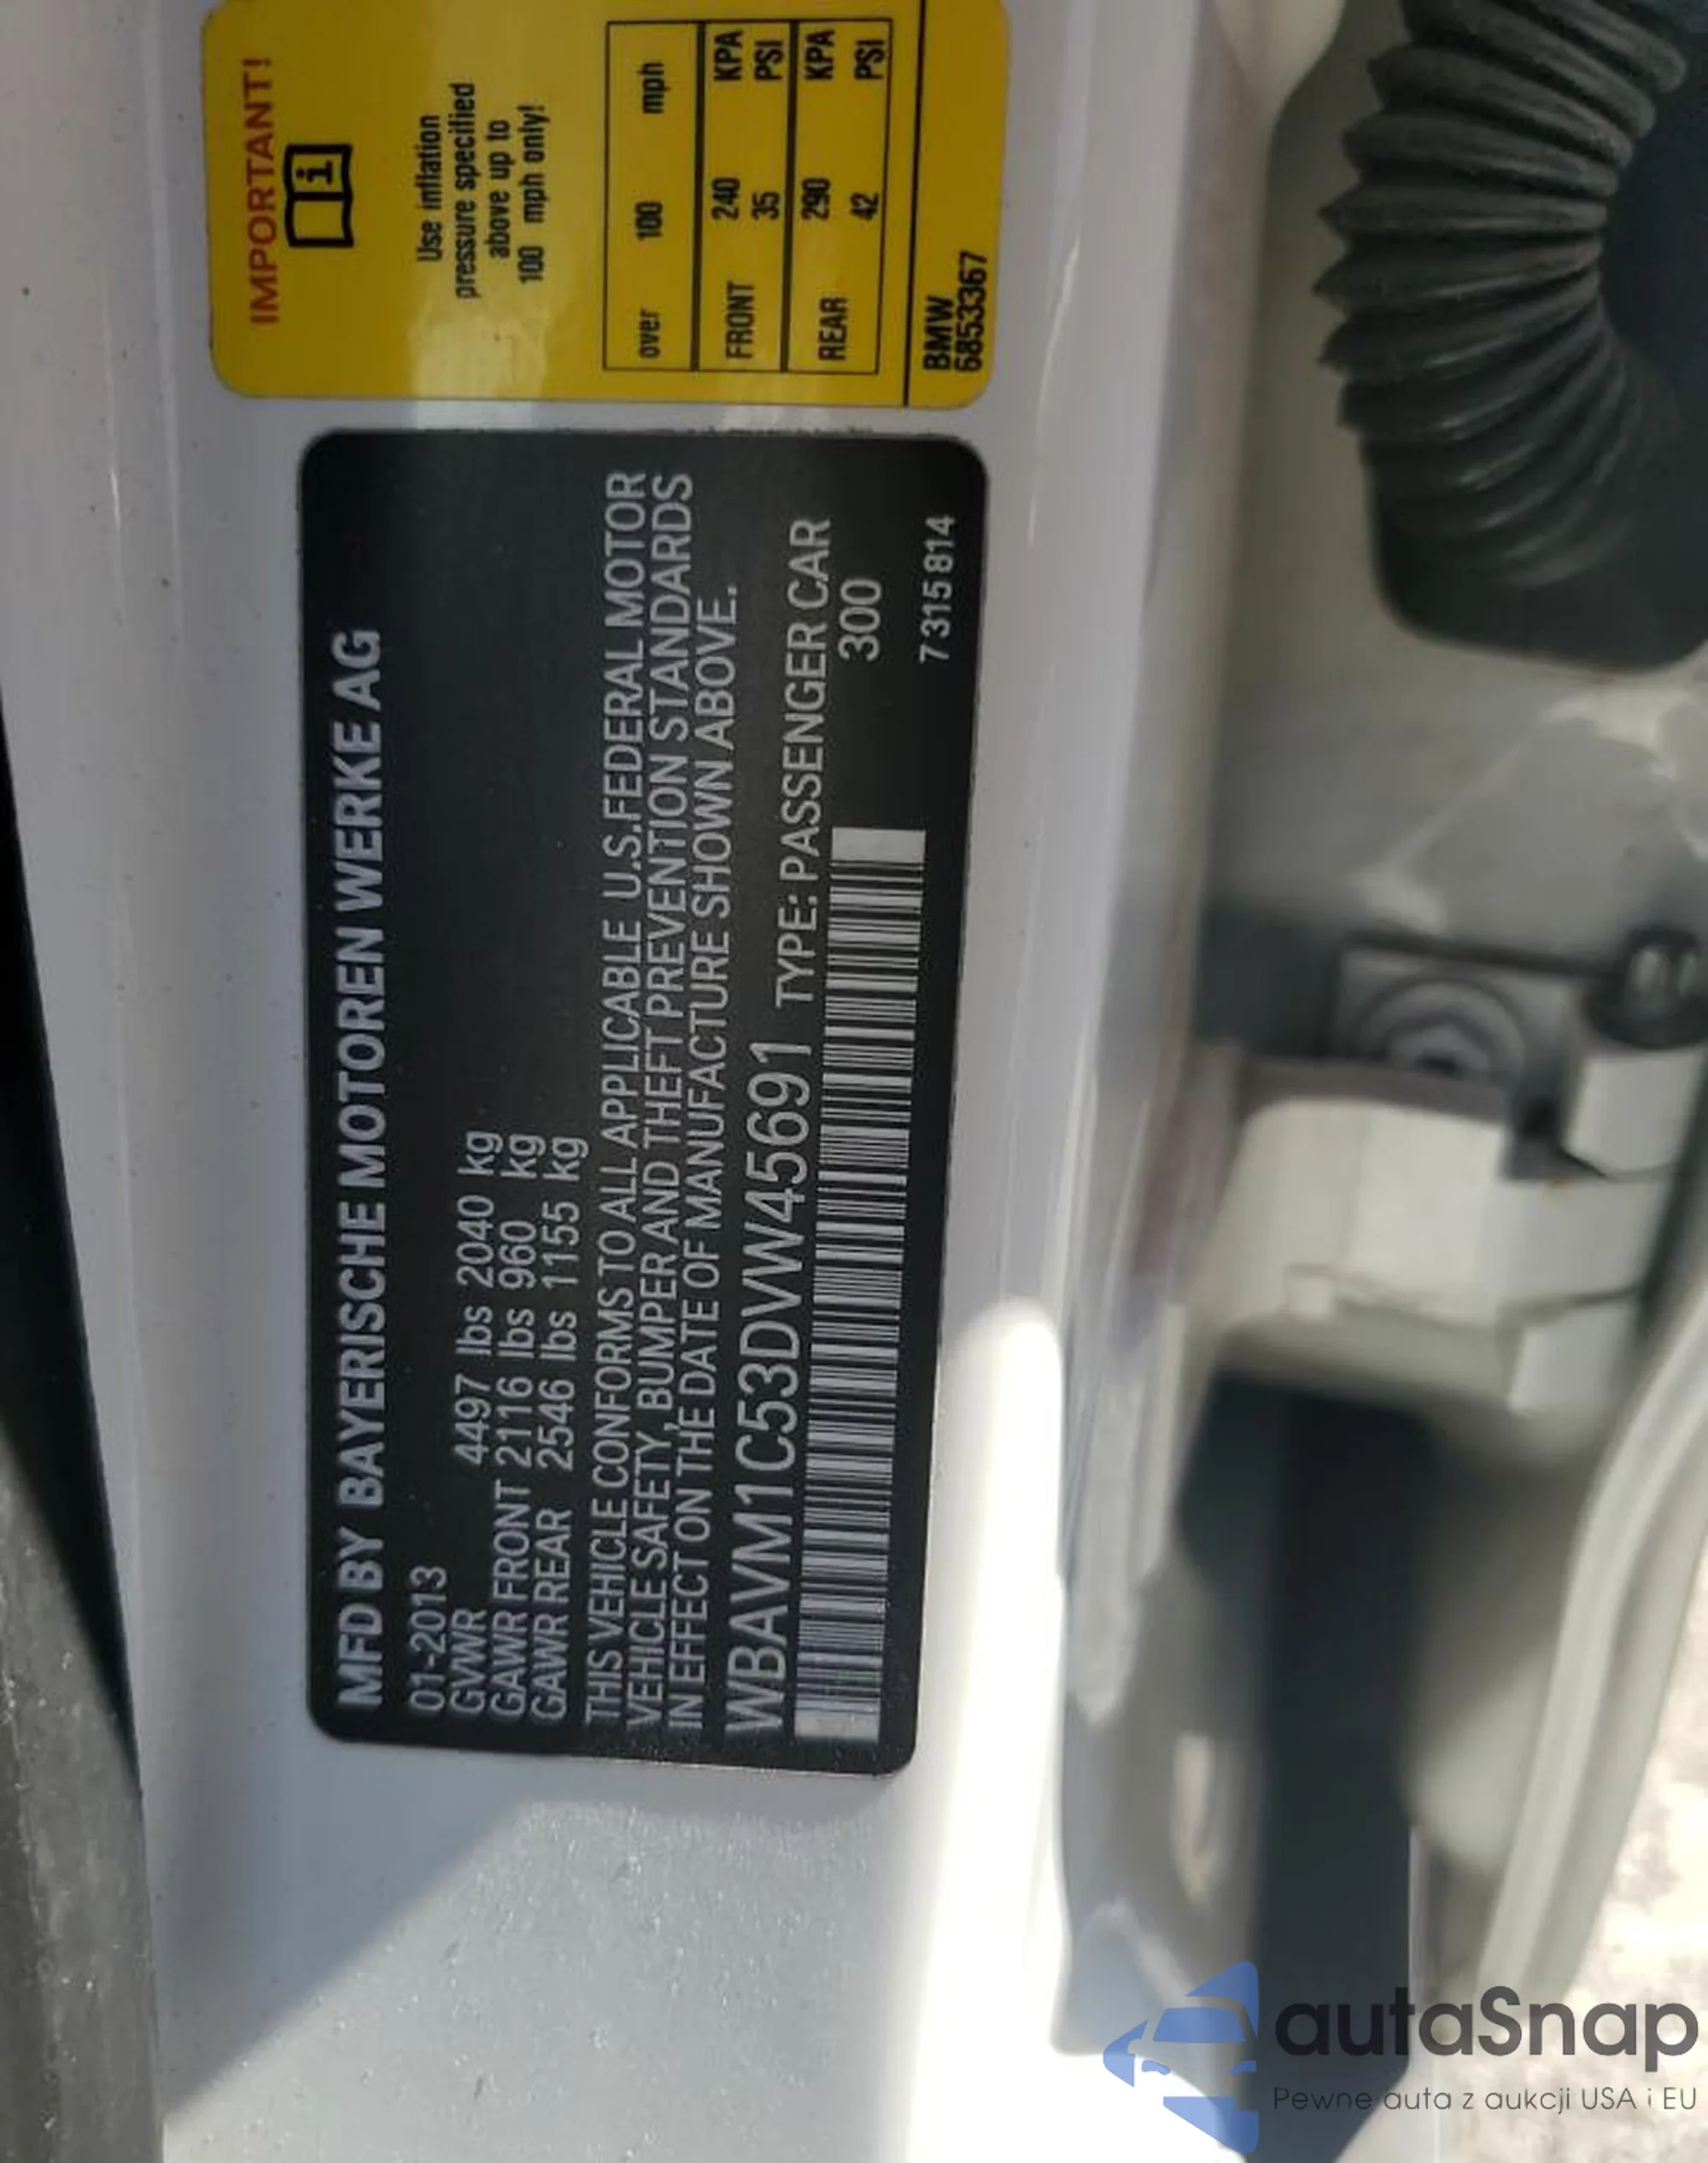 MFD BY BAYERISCHE MOTOREN WERKE AG
01-2013
GVWR 4497 lbs 2040 kg
GAWR FRONT 2116 lbs 960 kg
GAWR REAR 2546 lbs 1155 kg
THIS VEHICLE CONFORMS TO ALL APPLICABLE U.S.FEDERAL MOTOR
VEHICLE SAFETY, BUMPER AND THEFT PREVENTION STANDARDS
IN EFFECT ON THE DATE OF MANUFACTURE SHOWN ABOVE.
WBAVM1C53DVW45691 TYPE: PASSENGER CAR
300
7315814
IMPORTANT!
i
Use inflation
pressure specified
above up to
100 mph only!
over 100 mph
FRONT 240 KPA
35 PSI
REAR 290 KPA
42 PSI
BMW
6853367
autaSnap
Pewne auta z aukcji USA i EU